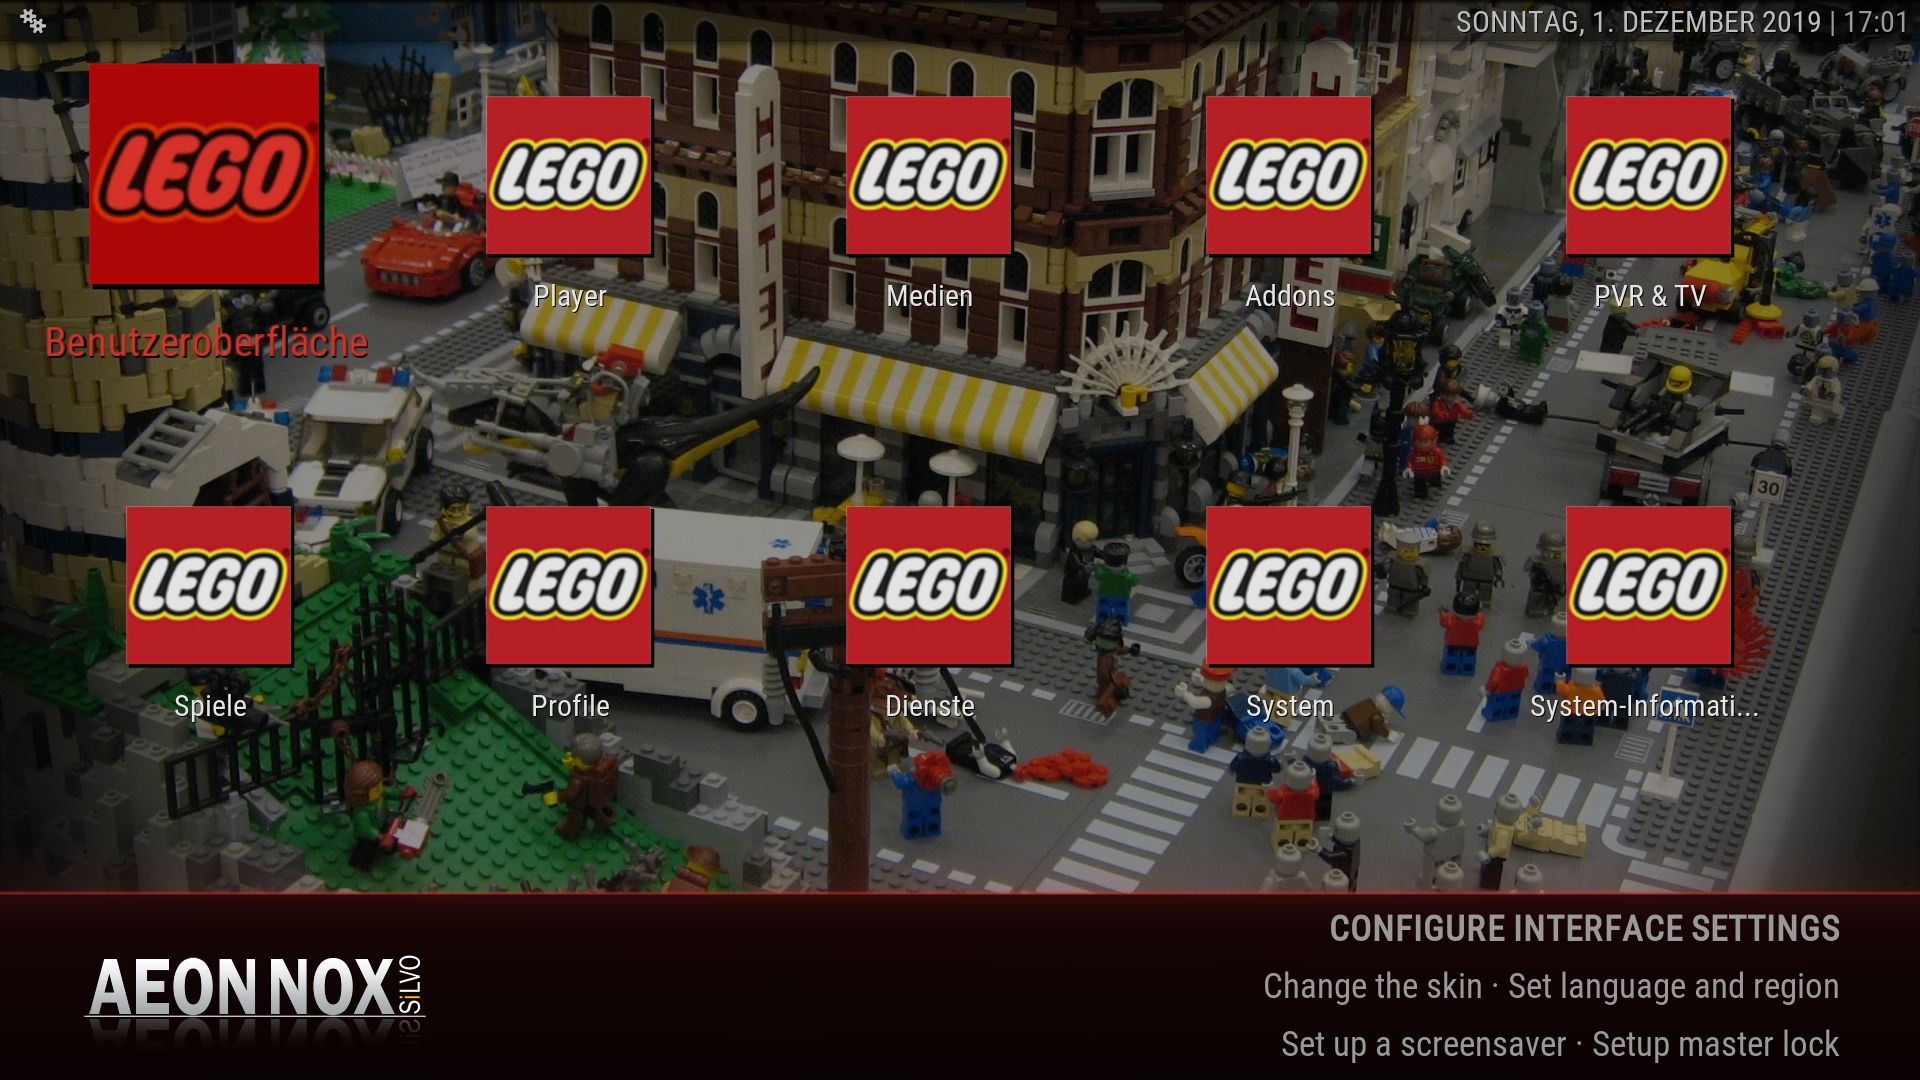 SONNTAG, 1. DEZEMBER 2019 | 17:01
LEGO
LEGO
LEGO
LEGO
LEGO
Benutzeroberfläche
Player
Medien
Addons
PVR & TV
HOTEL
30
LEGO
LEGO
LEGO
LEGO
LEGO
Spiele
Profile
Dienste
System
System-Informati...
CONFIGURE INTERFACE SETTINGS
AEON NOX SiLVO
Change the skin · Set language and region
Set up a screensaver · Setup master lock